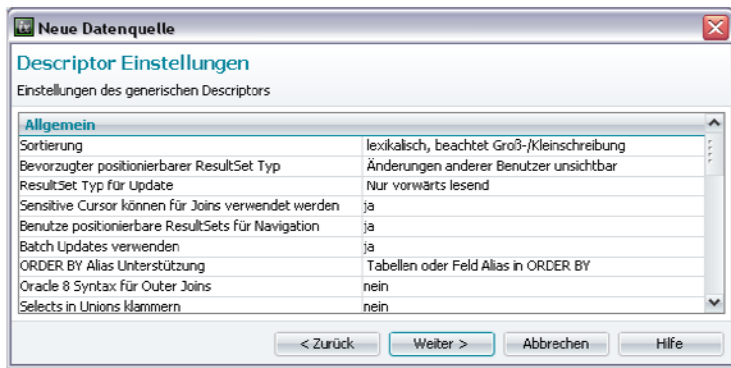 Neue Datenquelle
Descriptor Einstellungen
Einstellungen des generischen Descriptors
Allgemein
Sortierung lexikalisch, beachtet Groß-/Kleinschreibung
Bevorzugter positionierbarer ResultSet Typ Änderungen anderer Benutzer unsichtbar
ResultSet Typ für Update Nur vorwärts lesend
Sensitive Cursor können für Joins verwendet werden ja
Benutze positionierbare ResultSets für Navigation ja
Batch Updates verwenden ja
ORDER BY Alias Unterstützung Tabellen oder Feld Alias in ORDER BY
Oracle 8 Syntax für Outer Joins nein
Selects in Unions klammern nein
< Zurück Weiter > Abbrechen Hilfe